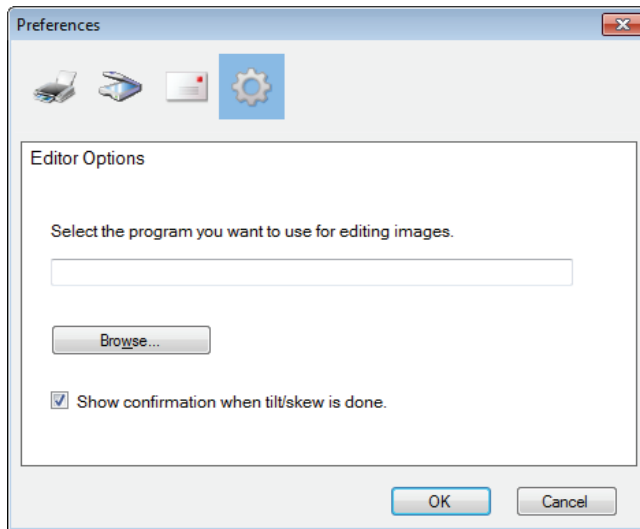 Preferences
Editor Options
Select the program you want to use for editing images.
Browse...
Show confirmation when tilt/skew is done.
OK
Cancel